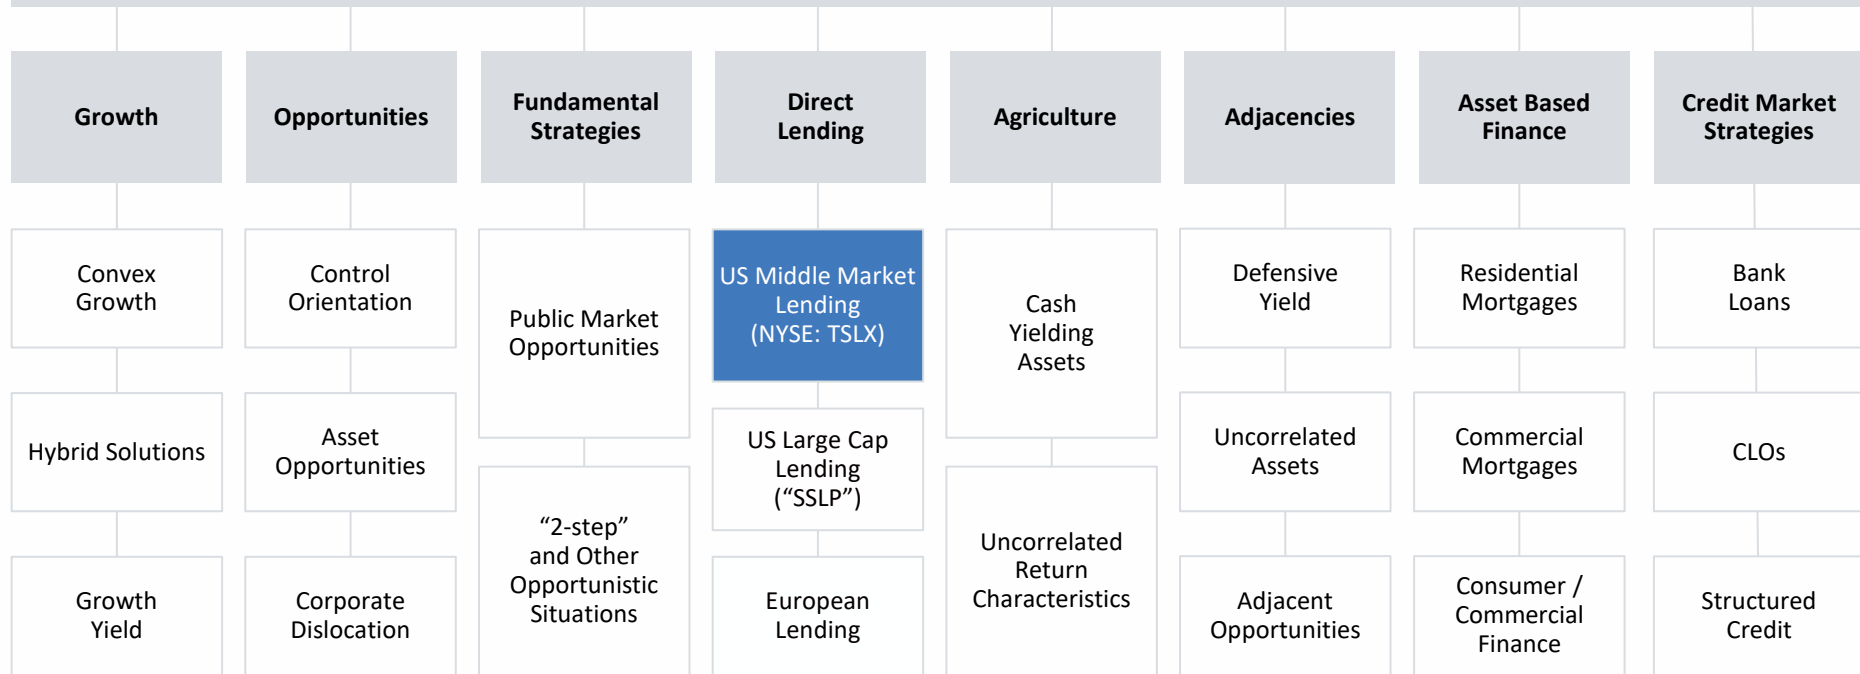 Growth
Opportunities
Fundamental
Strategies
Direct
Lending
Agriculture
Adjacencies
Asset Based
Finance
Credit Market
Strategies
Convex
Growth
Hybrid Solutions
Growth
Yield
Control
Orientation
Asset
Opportunities
Corporate
Dislocation
Public Market
Opportunities
“2-step”
and Other
Opportunistic
Situations
US Middle Market
Lending
(NYSE: TSLX)
US Large Cap
Lending
(“SSLP”)
European
Lending
Cash
Yielding
Assets
Uncorrelated
Return
Characteristics
Defensive
Yield
Uncorrelated
Assets
Adjacent
Opportunities
Residential
Mortgages
Commercial
Mortgages
Consumer /
Commercial
Finance
Bank
Loans
CLOs
Structured
Credit